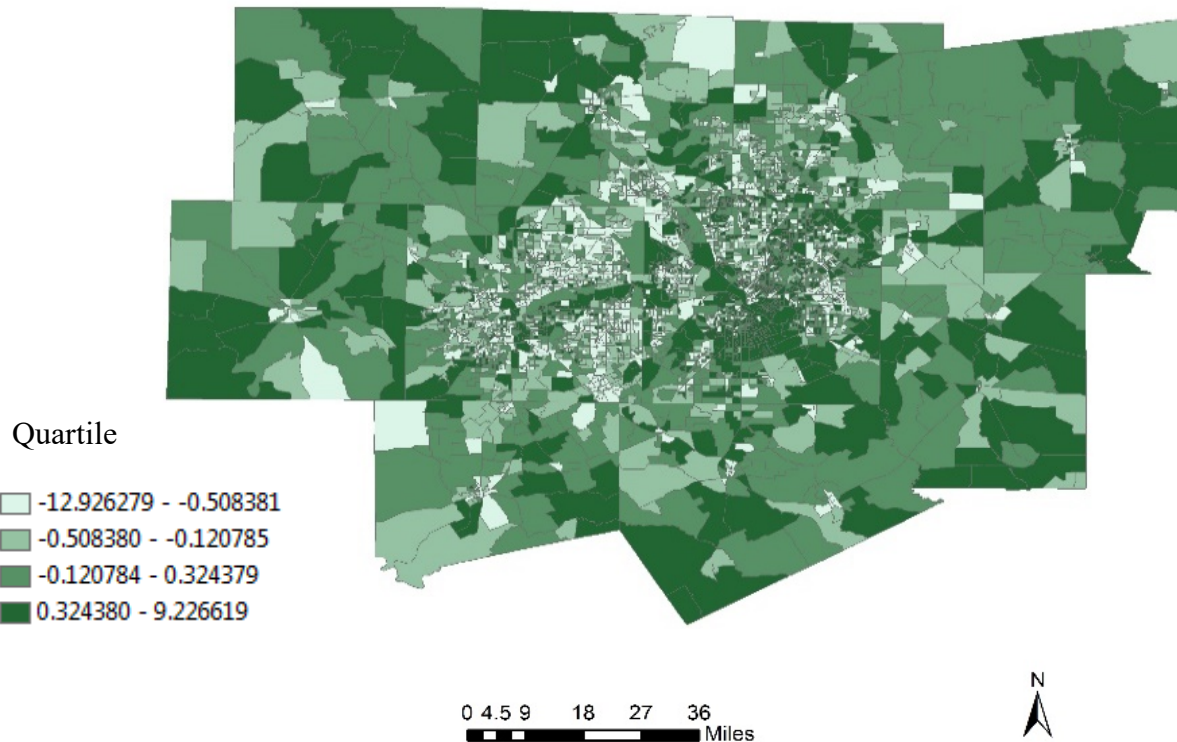 Quartile
-12.926279 - -0.508381
-0.508380 - -0.120785
-0.120784 - 0.324379
0.324380 - 9.226619
0 4.5 9 18 27 36
Miles
N